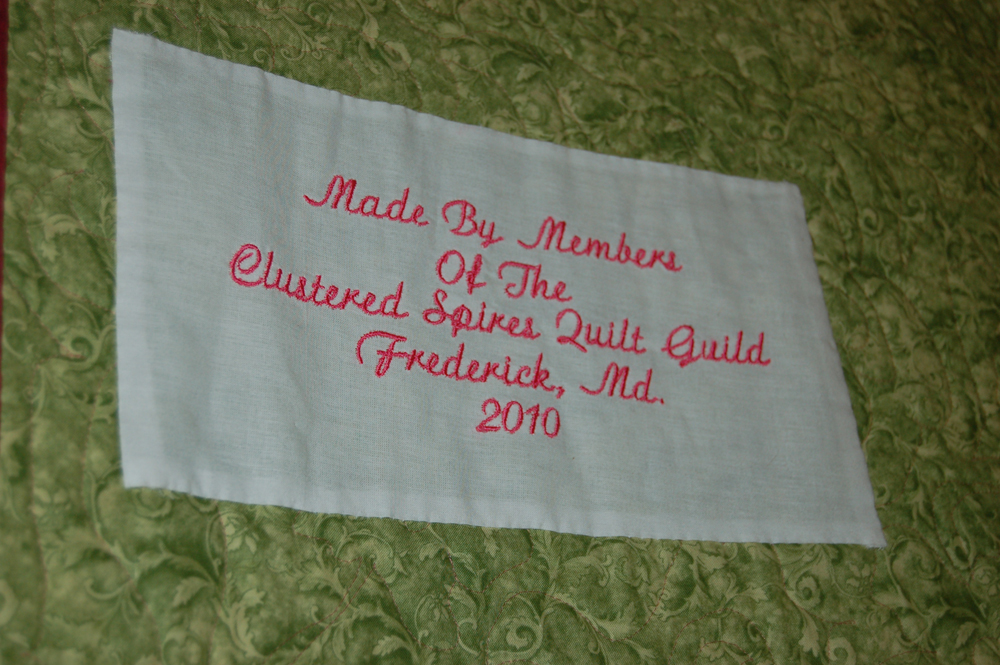 Made By Members
Of The
Clustered Spires Quilt Guild
Frederick, Md.
2010